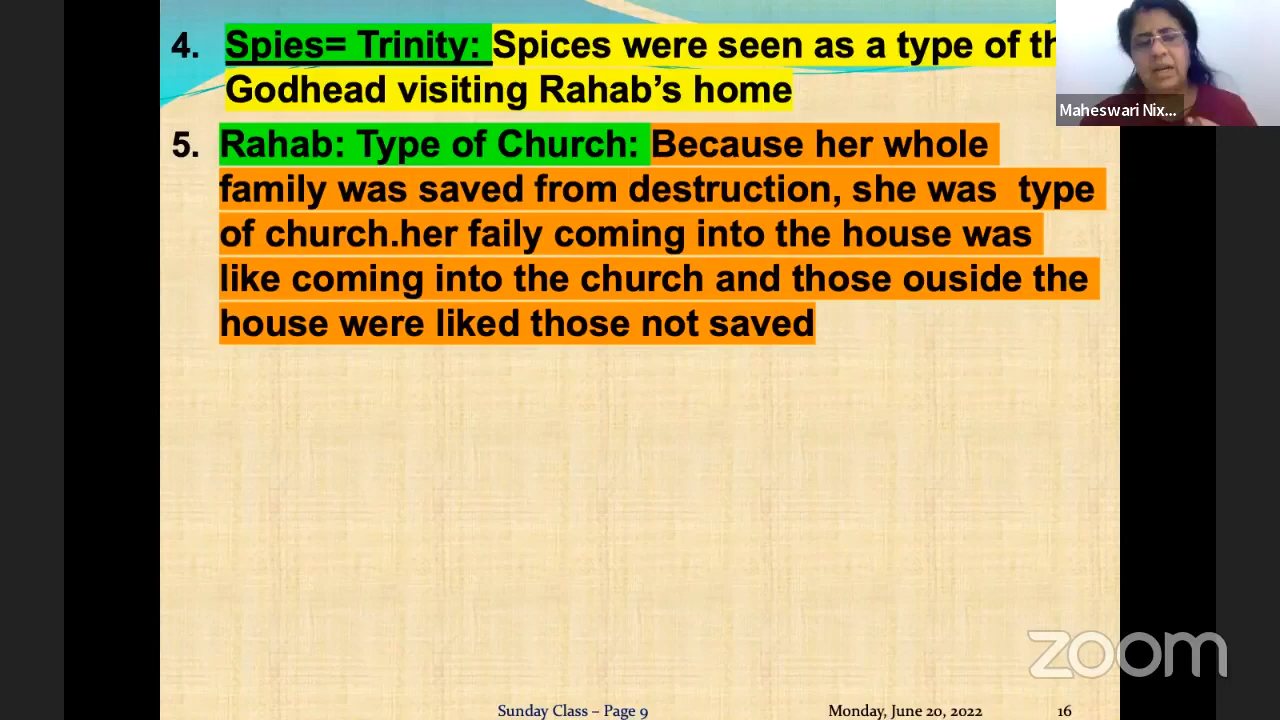 4. Spies= Trinity: Spices were seen as a type of th
Godhead visiting Rahab’s home
Maheswari Nix...
5. Rahab: Type of Church: Because her whole
family was saved from destruction, she was type
of church.her faily coming into the house was
like coming into the church and those ouside the
house were liked those not saved
zoom
Sunday Class – Page 9 Monday, June 20, 2022 16